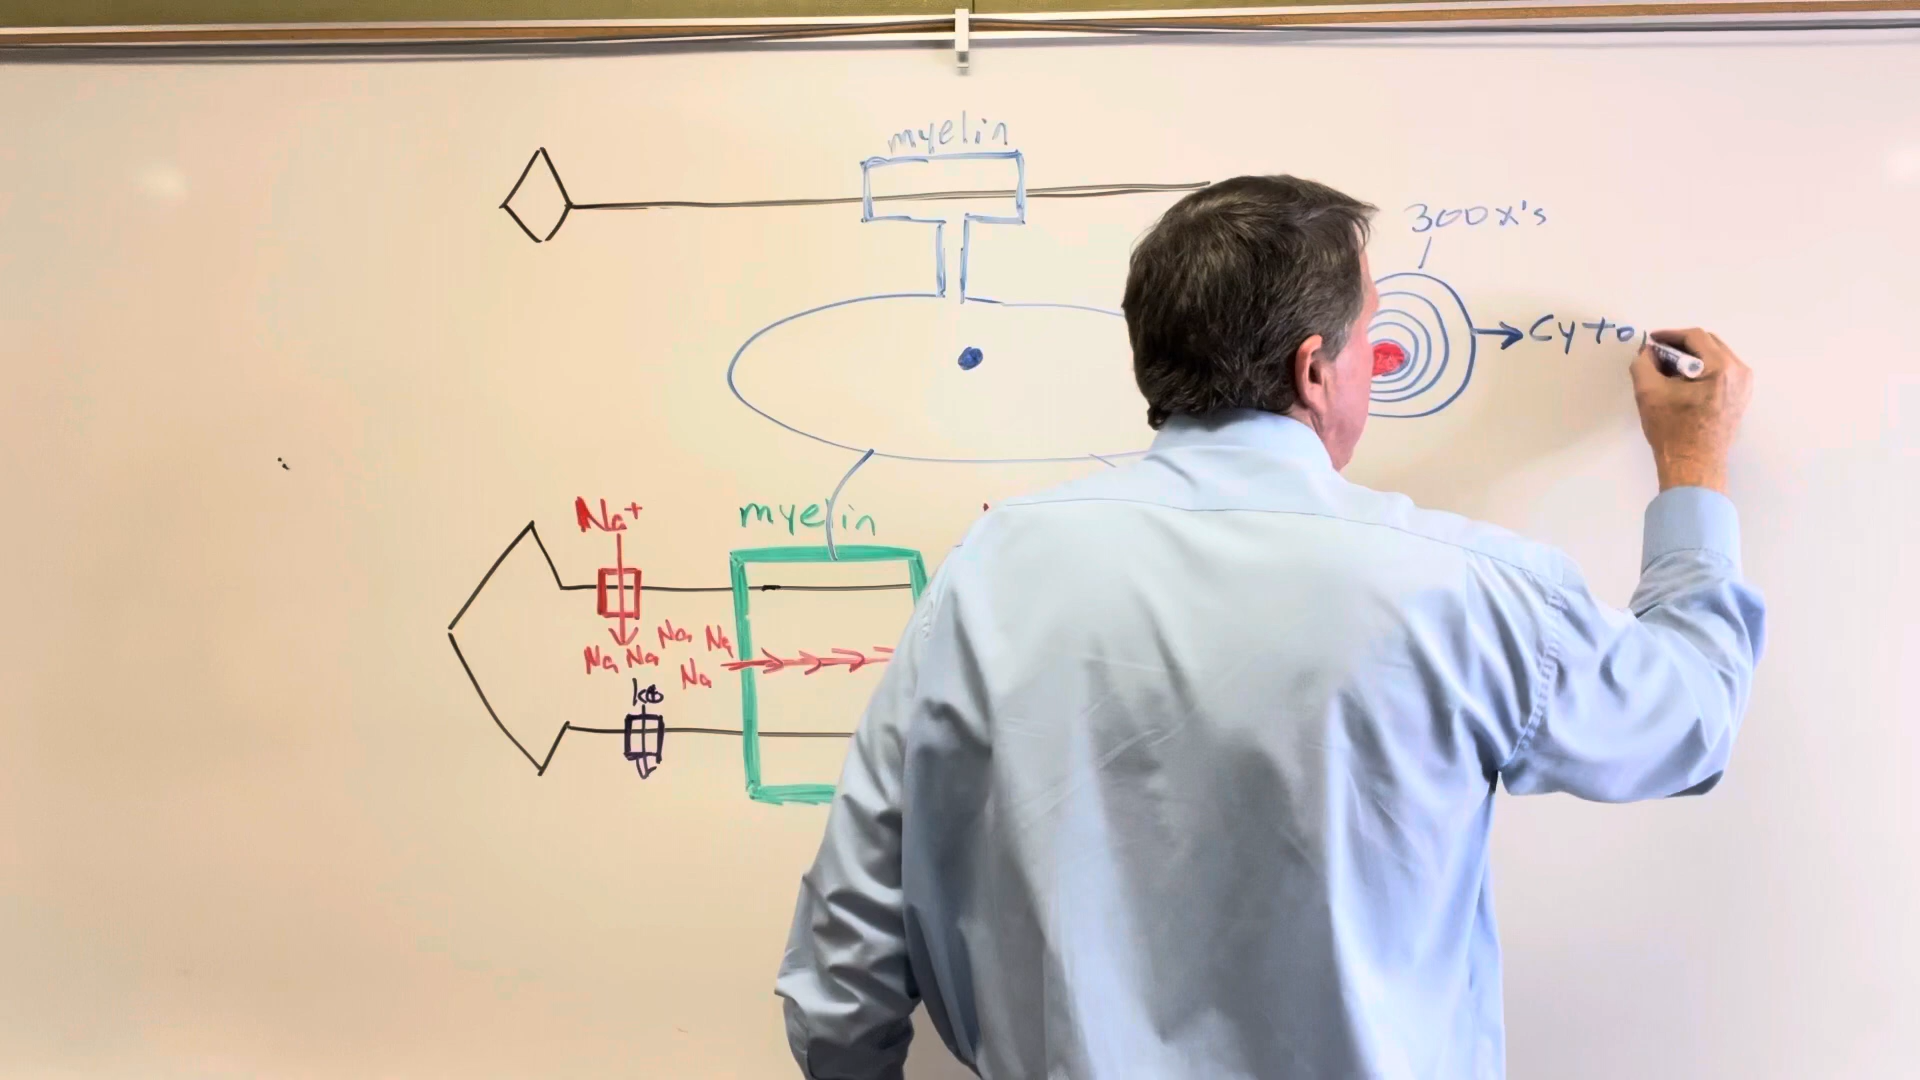 myelin
300x's
Cyto
Na+
myelin
Na Na Na Na
Na